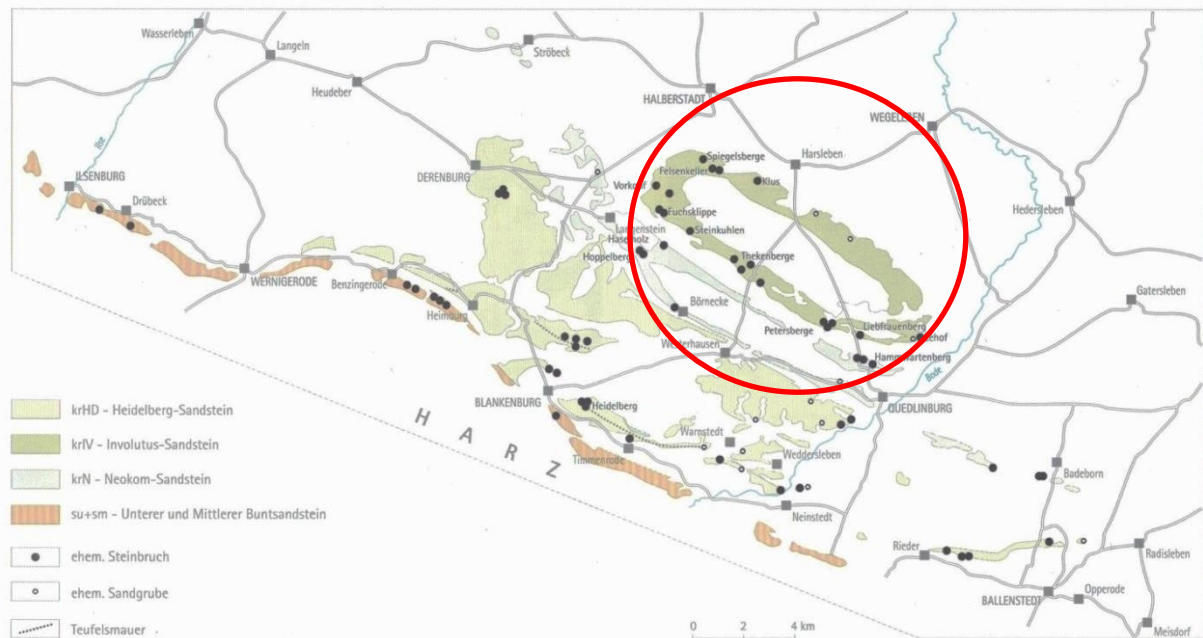 Wasserleben
Langeln
Ströbeck
Heudeber
HALBERSTADT
WEGELEBEN
Ilse
Spiegelsberge
Harsleben
Felsenkeller
DERENBURG
Klus
ILSENBURG
Vorkopf
Hedersleben
Drübeck
Fuchsklippe
Langenstein
Steinkuhlen
Haselholz
Hoppelberg
Thekenberge
WERNIGERODE
Benzingerode
Gatersleben
Heimburg
Börnecke
Petersberge
Liebfrauenberg
Westerhausen
Bode
BLANKENBURG
QUEDLINBURG
Heidelberg
krHD - Heidelberg-Sandstein
HARZ
Warnstedt
krIV - Involutus-Sandstein
Timmenrode
Weddersleben
Badeborn
krN - Neokom-Sandstein
su+sm - Unterer und Mittlerer Buntsandstein
Neinstedt
ehem. Steinbruch
Rieder
Radisleben
ehem. Sandgrube
BALLENSTEDT
Opperode
Teufelsmauer
0 2 4 km
Meisdorf